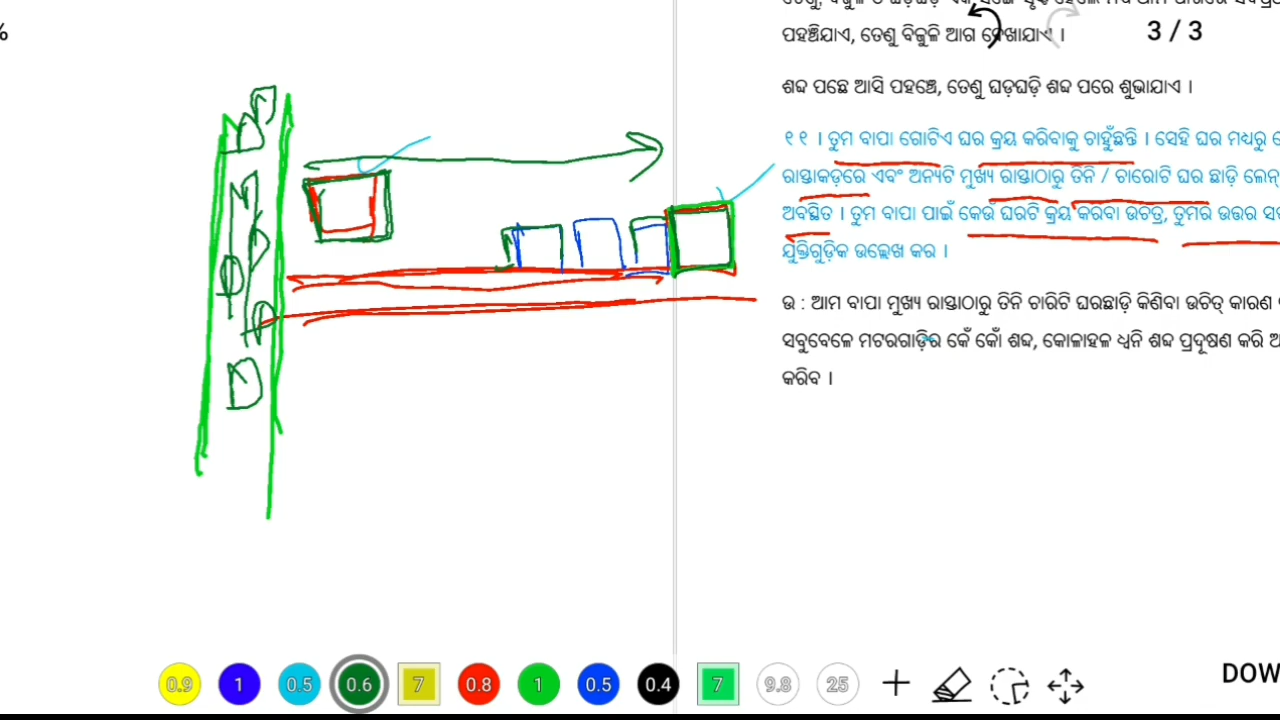 %
ପହଞ୍ଚିଯାଏ, ତେଣୁ ବିଜୁଳି ଆଗ ଦେଖାଯାଏ ।
3 / 3
ଶବ୍ଦ ପଛେ ଆସି ପହଞ୍ଚେ, ତେଣୁ ଘଡ଼ଘଡ଼ି ଶବ୍ଦ ପରେ ଶୁଭାଯାଏ ।
୧୧ । ତୁମ ବାପା ଗୋଟିଏ ଘର କ୍ରୟ କରିବାକୁ ଚାହୁଁଛନ୍ତି । ସେହି ଘର ମଧ୍ୟରୁ
ରାସ୍ତାକଡ଼ରେ ଏବଂ ଅନ୍ୟଟି ମୁଖ୍ୟ ରାସ୍ତାଠାରୁ ତିନି / ଚାରୋଟି ଘର ଛାଡ଼ି ଲେନ୍
ଅବସ୍ଥିତ । ତୁମ ବାପା ପାଇଁ କେଉ ଘରଟି କ୍ରୟ କରବା ଉଚତ୍ର, ତୁମର ଉତ୍ତର ସ
ଯୁକ୍ତିଗୁଡ଼ିକ ଉଲ୍ଲେଖ କର ।
ଉ : ଆମ ବାପା ମୁଖ୍ୟ ରାସ୍ତାଠାରୁ ତିନି ଚାରିଟି ଘରଛାଡ଼ି କିଣିବା ଉଚିତ୍ କାରଣ
ସବୁବେଳେ ମଟରଗାଡ଼ିର କେଁ କୋଁ ଶବ୍ଦ, କୋଳାହଳ ଧ୍ୱନି ଶବ୍ଦ ପ୍ରଦୂଷଣ କରି
କରିବ ।
0.9 1 0.5 0.6 7 0.8 1 0.5 0.4 7 9.8 25
DOW